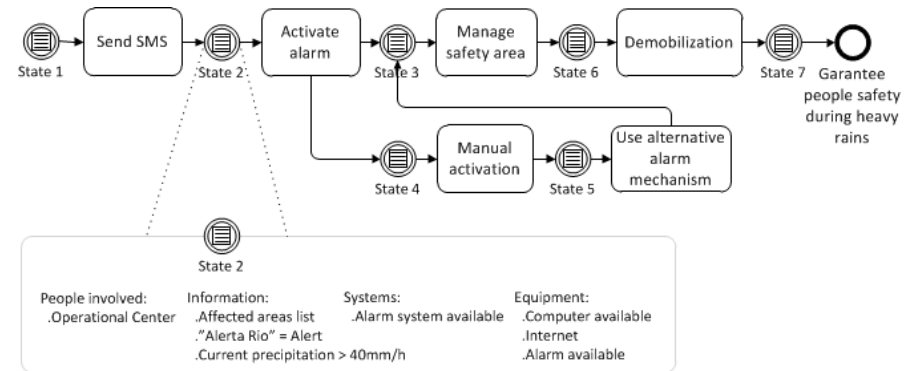 Send SMS
Activate
alarm
Manage
safety area
Demobilization
State 1
State 2
State 3
State 6
State 7
Garantee
people safety
during heavy
rains
Manual
activation
Use alternative
alarm
mechanism
State 4
State 5
State 2
People involved:
.Operational Center
Information:
.Affected areas list
."Alerta Rio" = Alert
.Current precipitation > 40mm/h
Systems:
.Alarm system available
Equipment:
.Computer available
.Internet
.Alarm available